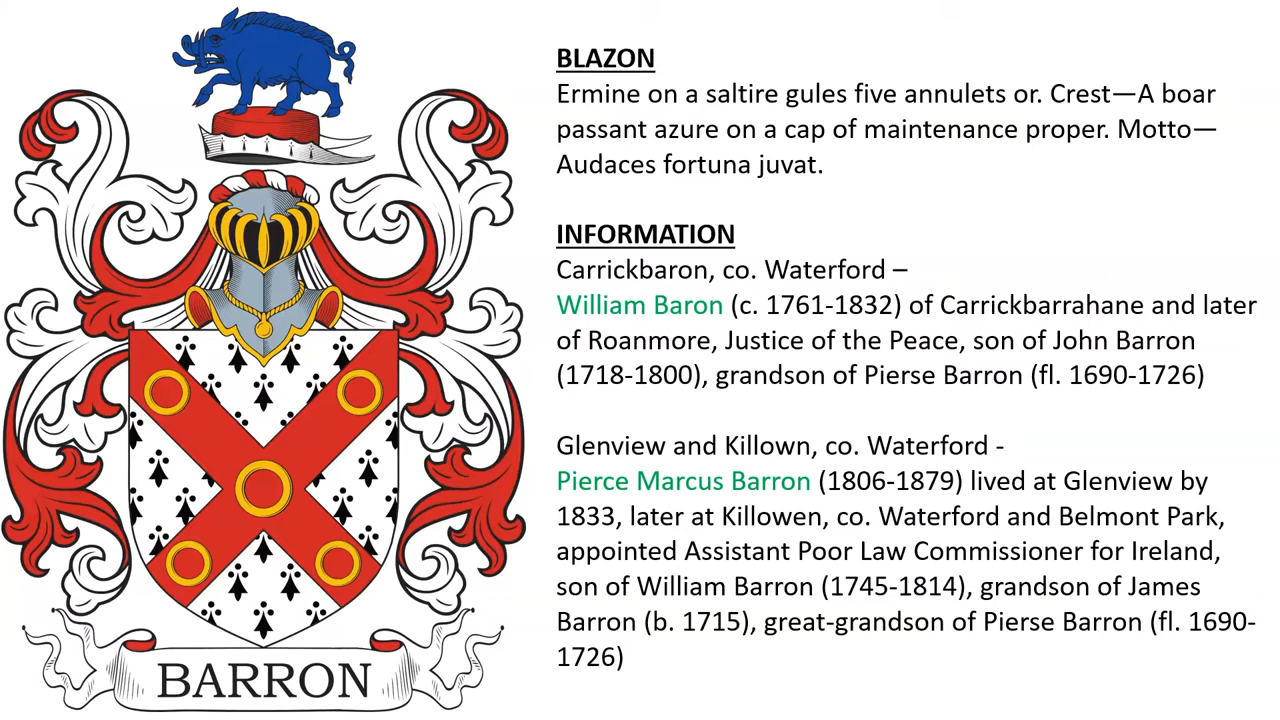 BLAZON
Ermine on a saltire gules five annulets or. Crest—A boar
passant azure on a cap of maintenance proper. Motto—
Audaces fortuna juvat.
INFORMATION
Carrickbaron, co. Waterford –
William Baron (c. 1761-1832) of Carrickbarrahane and later
of Roanmore, Justice of the Peace, son of John Barron
(1718-1800), grandson of Pierse Barron (fl. 1690-1726)
Glenview and Killown, co. Waterford -
Pierce Marcus Barron (1806-1879) lived at Glenview by
1833, later at Killowen, co. Waterford and Belmont Park,
appointed Assistant Poor Law Commissioner for Ireland,
son of William Barron (1745-1814), grandson of James
Barron (b. 1715), great-grandson of Pierse Barron (fl. 1690-
1726)
BARRON